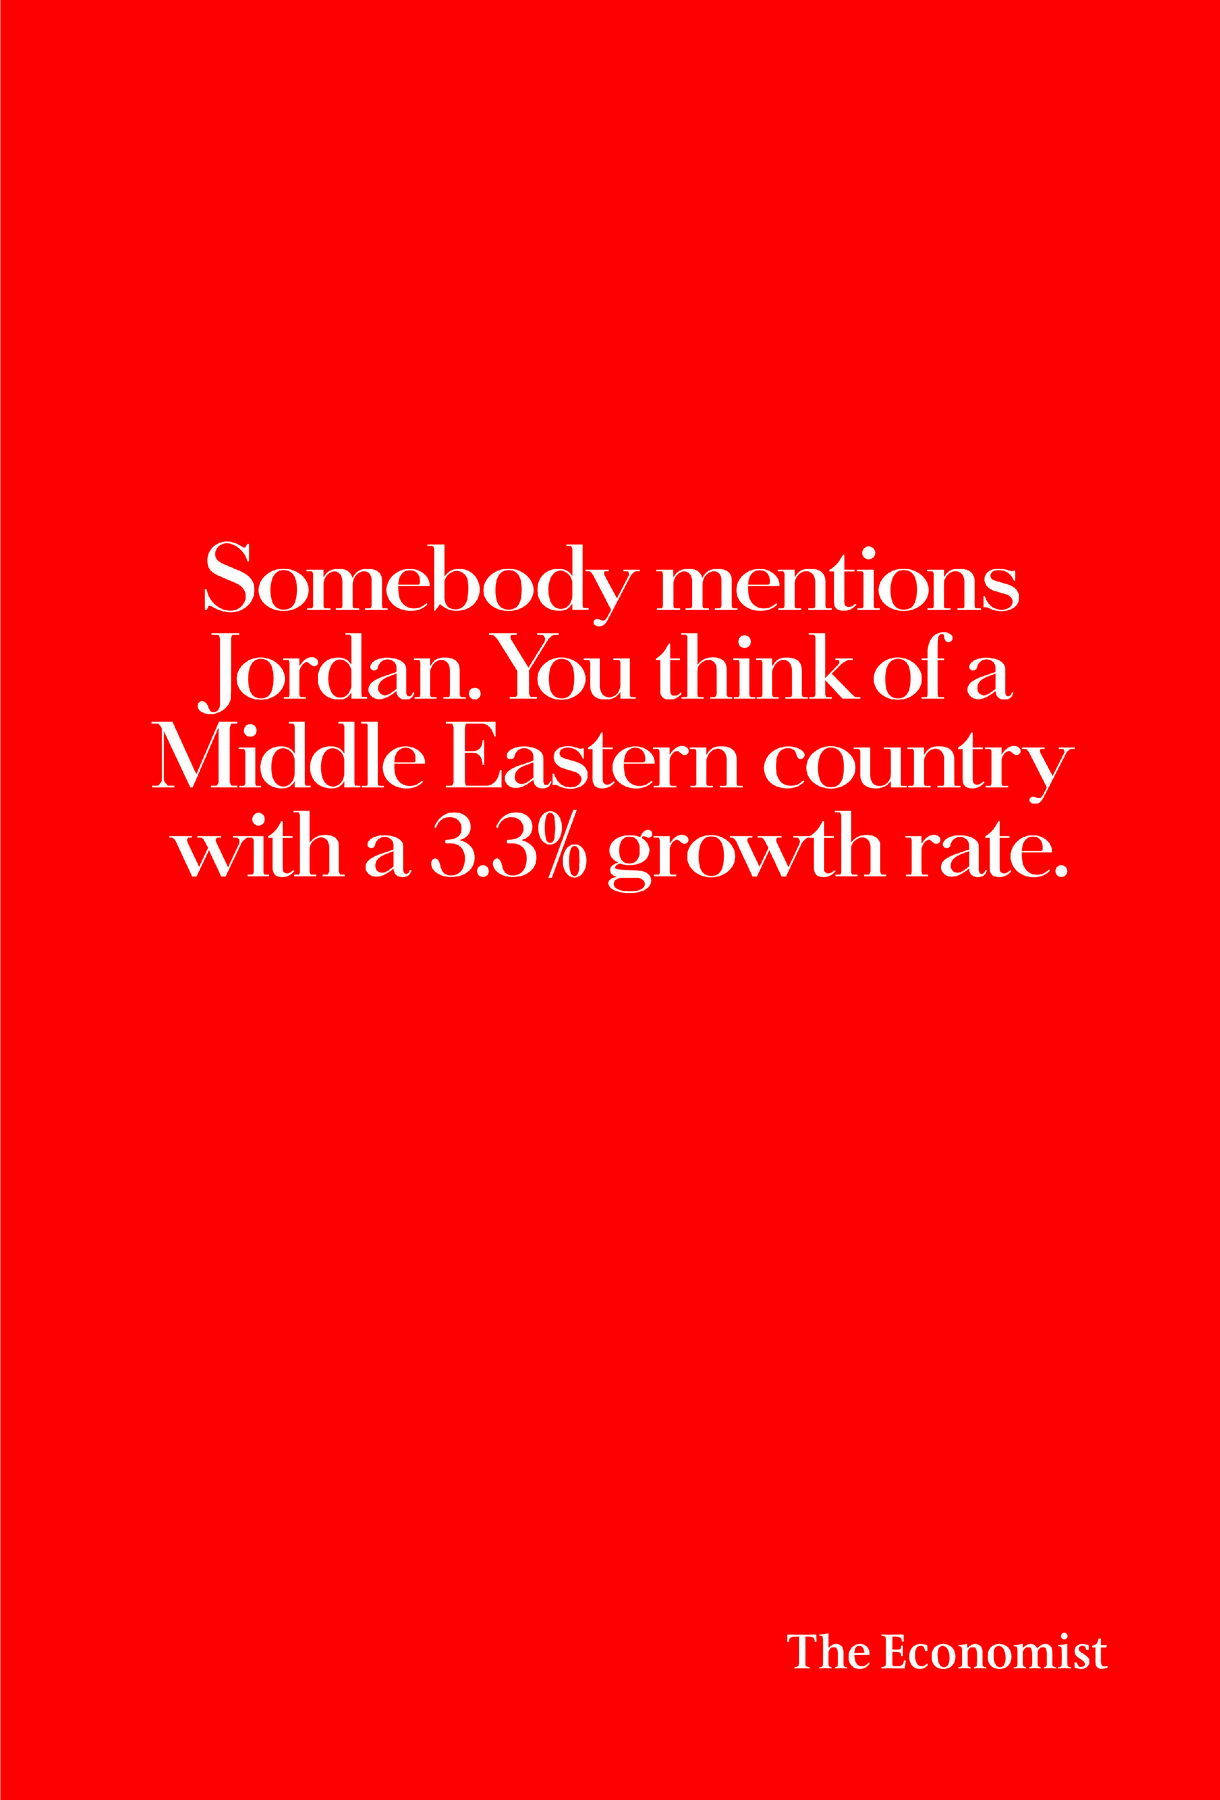 Somebody mentions
Jordan. You think of a
Middle Eastern country
with a 3.3% growth rate.
The Economist